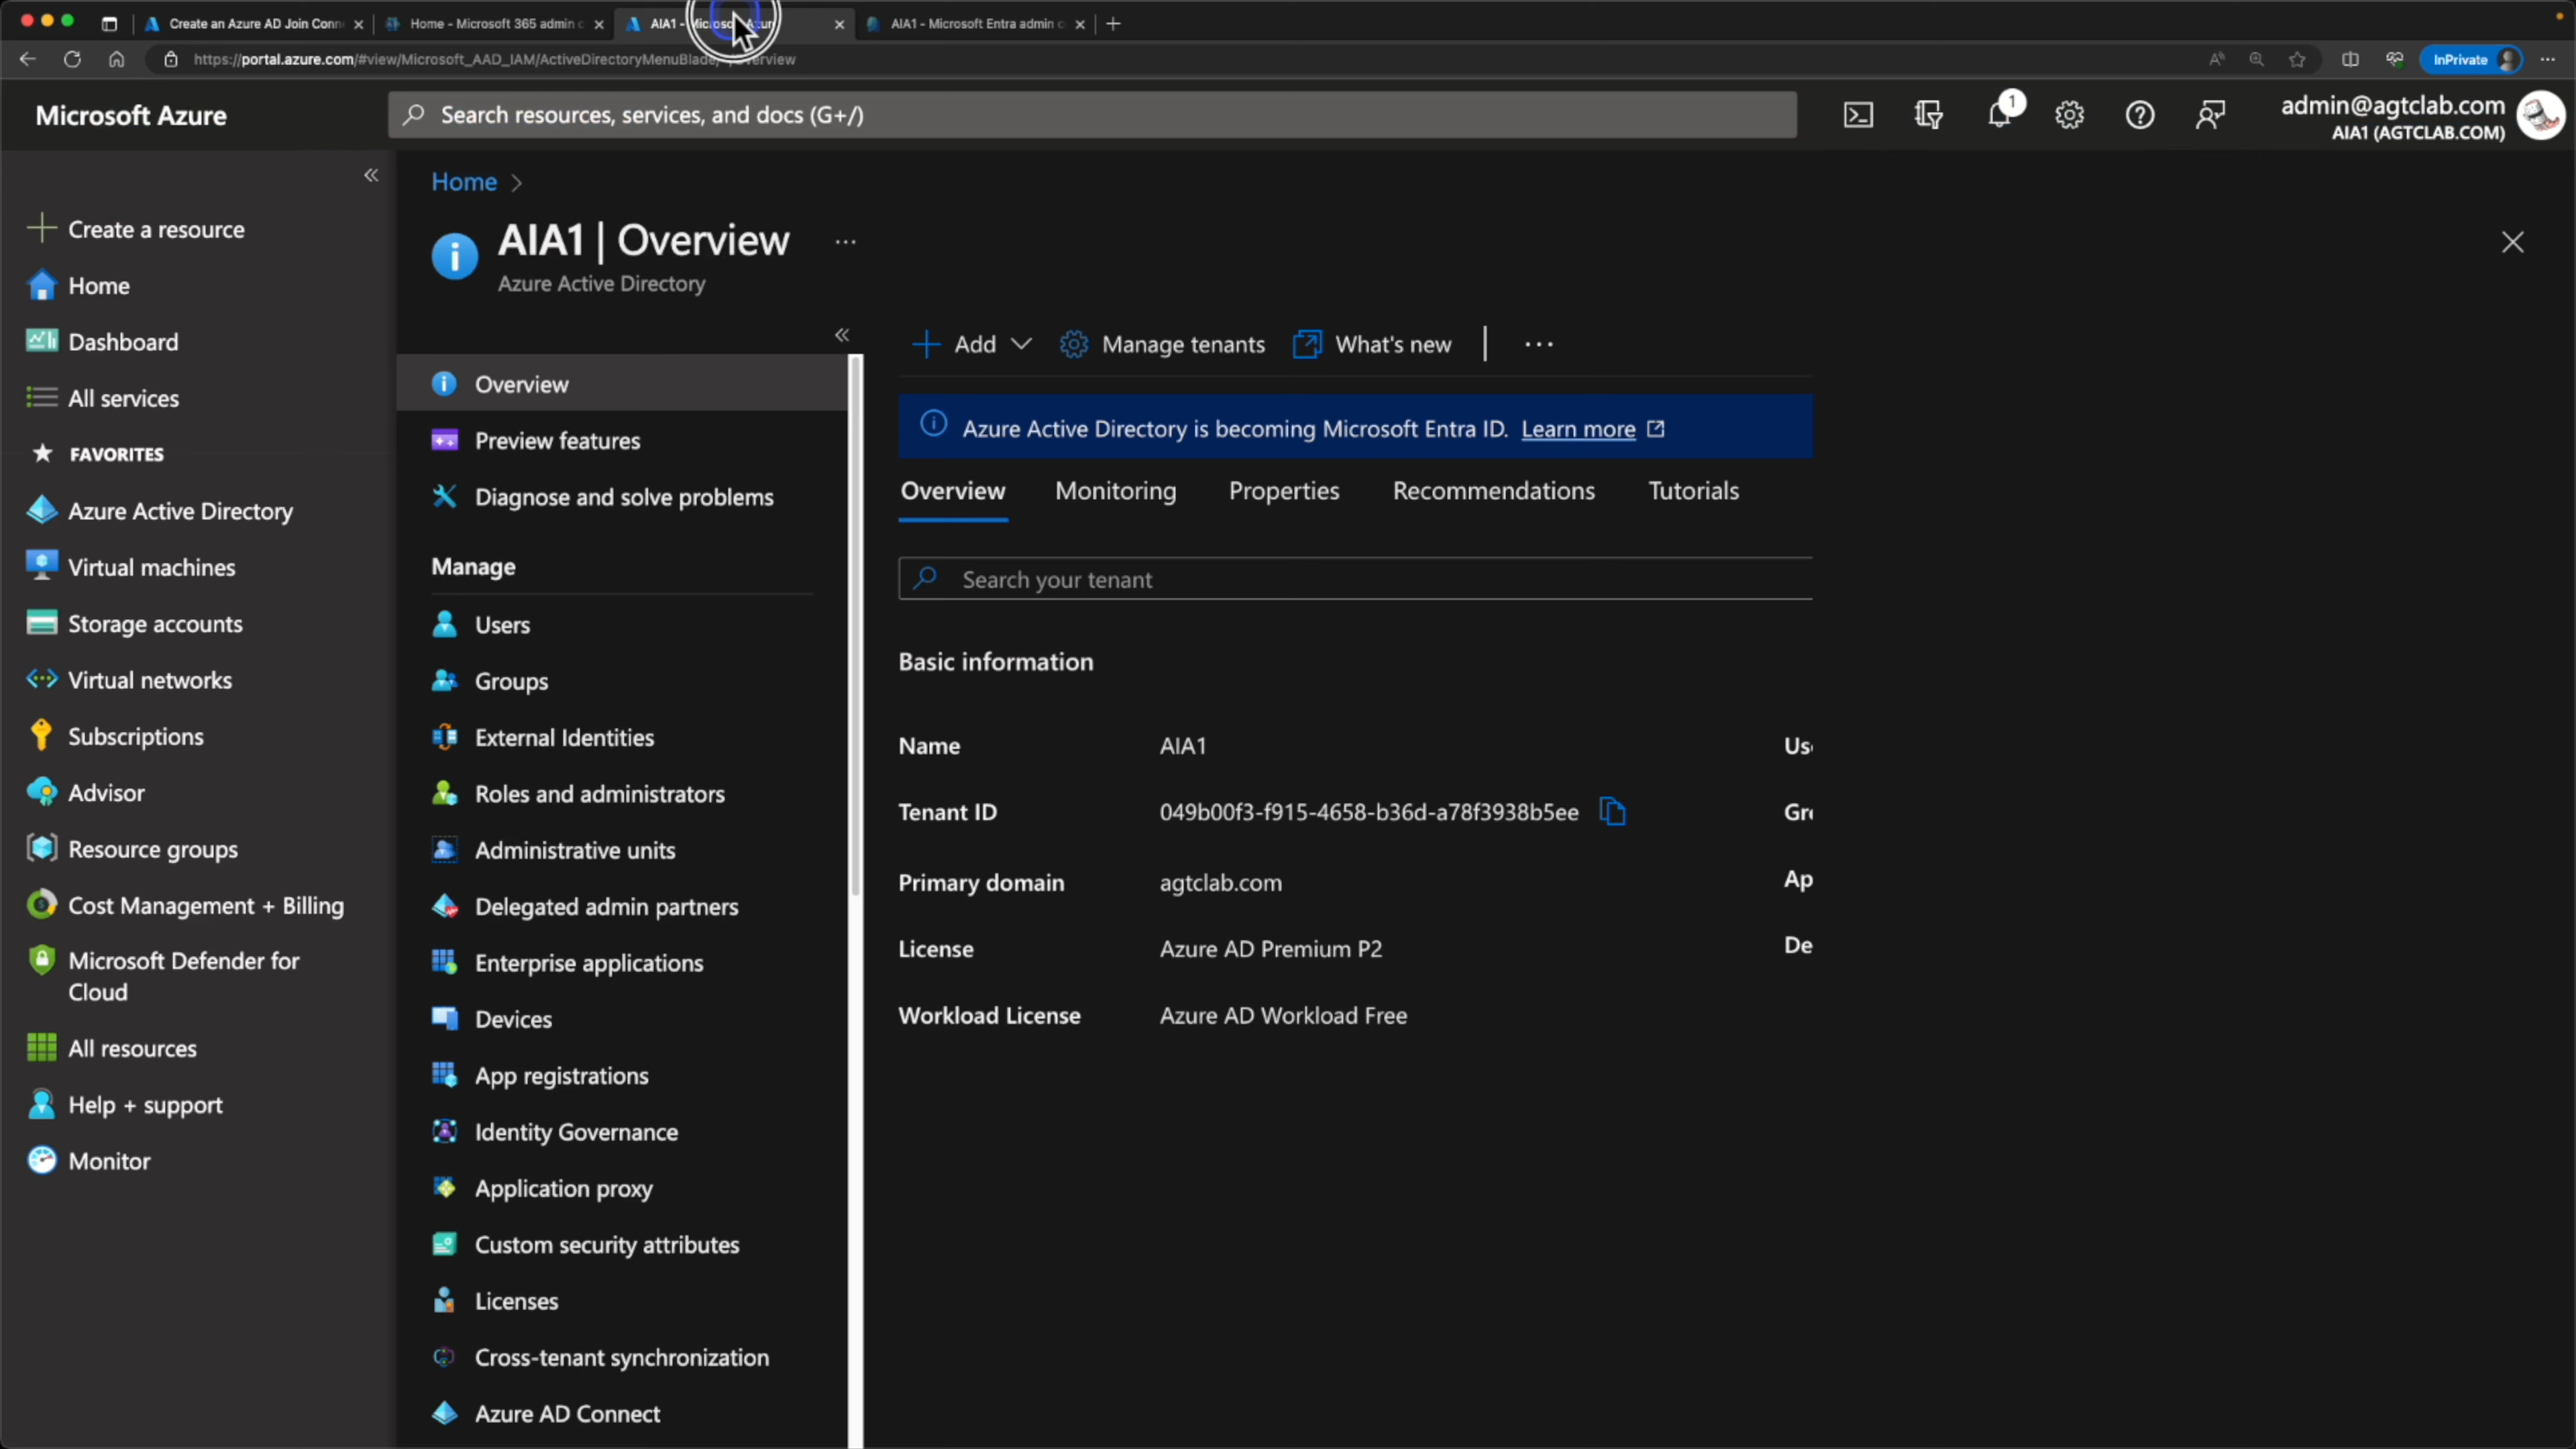 Create an Azure AD Join Conn
Home - Microsoft 365 admin c
AIA1 - Microsoft Azure
AIA1 - Microsoft Entra admin c
https://portal.azure.com/#view/Microsoft_AAD_IAM/ActiveDirectoryMenuBlade/~/Overview
InPrivate
Microsoft Azure
Search resources, services, and docs (G+/)
1
admin@agtclab.com
AIA1 (AGTCLAB.COM)
Create a resource
Home
Dashboard
All services
FAVORITES
Azure Active Directory
Virtual machines
Storage accounts
Virtual networks
Subscriptions
Advisor
Resource groups
Cost Management + Billing
Microsoft Defender for
Cloud
All resources
Help + support
Monitor
Home
AIA1 | Overview
Azure Active Directory
Overview
Preview features
Diagnose and solve problems
Manage
Users
Groups
External Identities
Roles and administrators
Administrative units
Delegated admin partners
Enterprise applications
Devices
App registrations
Identity Governance
Application proxy
Custom security attributes
Licenses
Cross-tenant synchronization
Azure AD Connect
Add
Manage tenants
What's new
Azure Active Directory is becoming Microsoft Entra ID. Learn more
Overview
Monitoring
Properties
Recommendations
Tutorials
Search your tenant
Basic information
Name AIA1
Tenant ID 049b00f3-f915-4658-b36d-a78f3938b5ee
Primary domain agtclab.com
Ap
License Azure AD Premium P2
De
Workload License Azure AD Workload Free